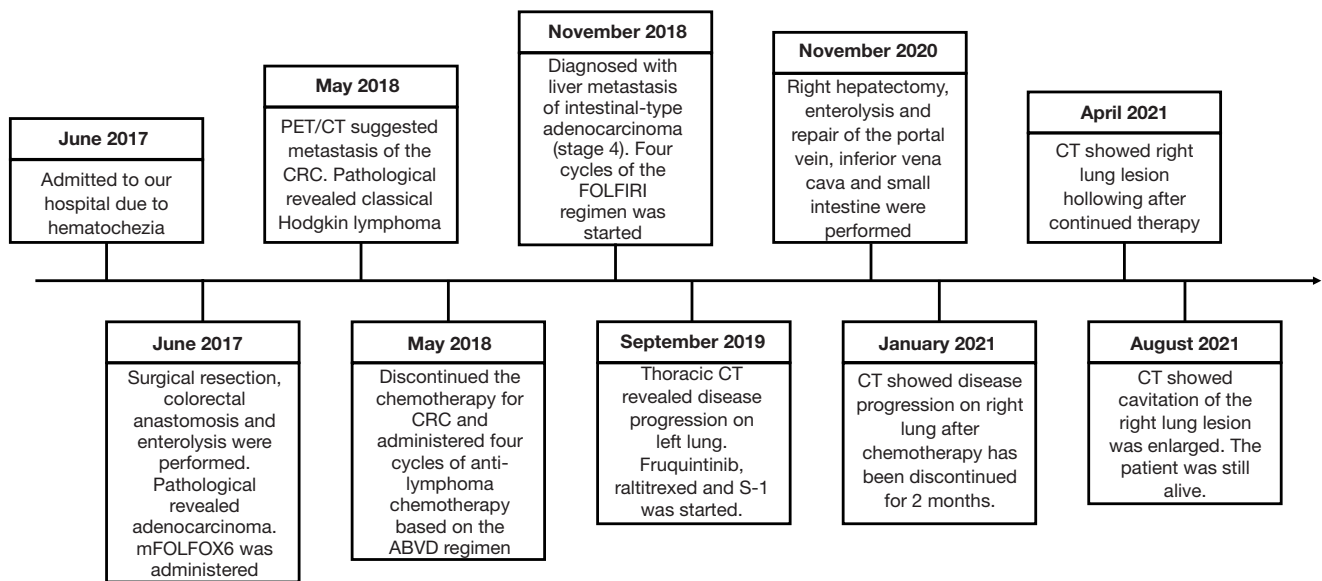 June 2017
Admitted to our
hospital due to
hematochezia
June 2017
Surgical resection,
colorectal
anastomosis and
enterolysis were
performed.
Pathological
revealed
adenocarcinoma.
mFOLFOX6 was
administered
May 2018
PET/CT suggested
metastasis of the
CRC. Pathological
revealed classical
Hodgkin lymphoma
May 2018
Discontinued the
chemotherapy for
CRC and
administered four
cycles of anti-
lymphoma
chemotherapy
based on the
ABVD regimen
November 2018
Diagnosed with
liver metastasis
of intestinal-type
adenocarcinoma
(stage 4). Four
cycles of the
FOLFIRI
regimen was
started
September 2019
Thoracic CT
revealed disease
progression on
left lung.
Fruquintinib,
raltitrexed and S-1
was started.
November 2020
Right hepatectomy,
enterolysis and
repair of the portal
vein, inferior vena
cava and small
intestine were
performed
January 2021
CT showed disease
progression on right
lung after
chemotherapy has
been discontinued
for 2 months.
April 2021
CT showed right
lung lesion
hollowing after
continued therapy
August 2021
CT showed
cavitation of the
right lung lesion
was enlarged. The
patient was still
alive.